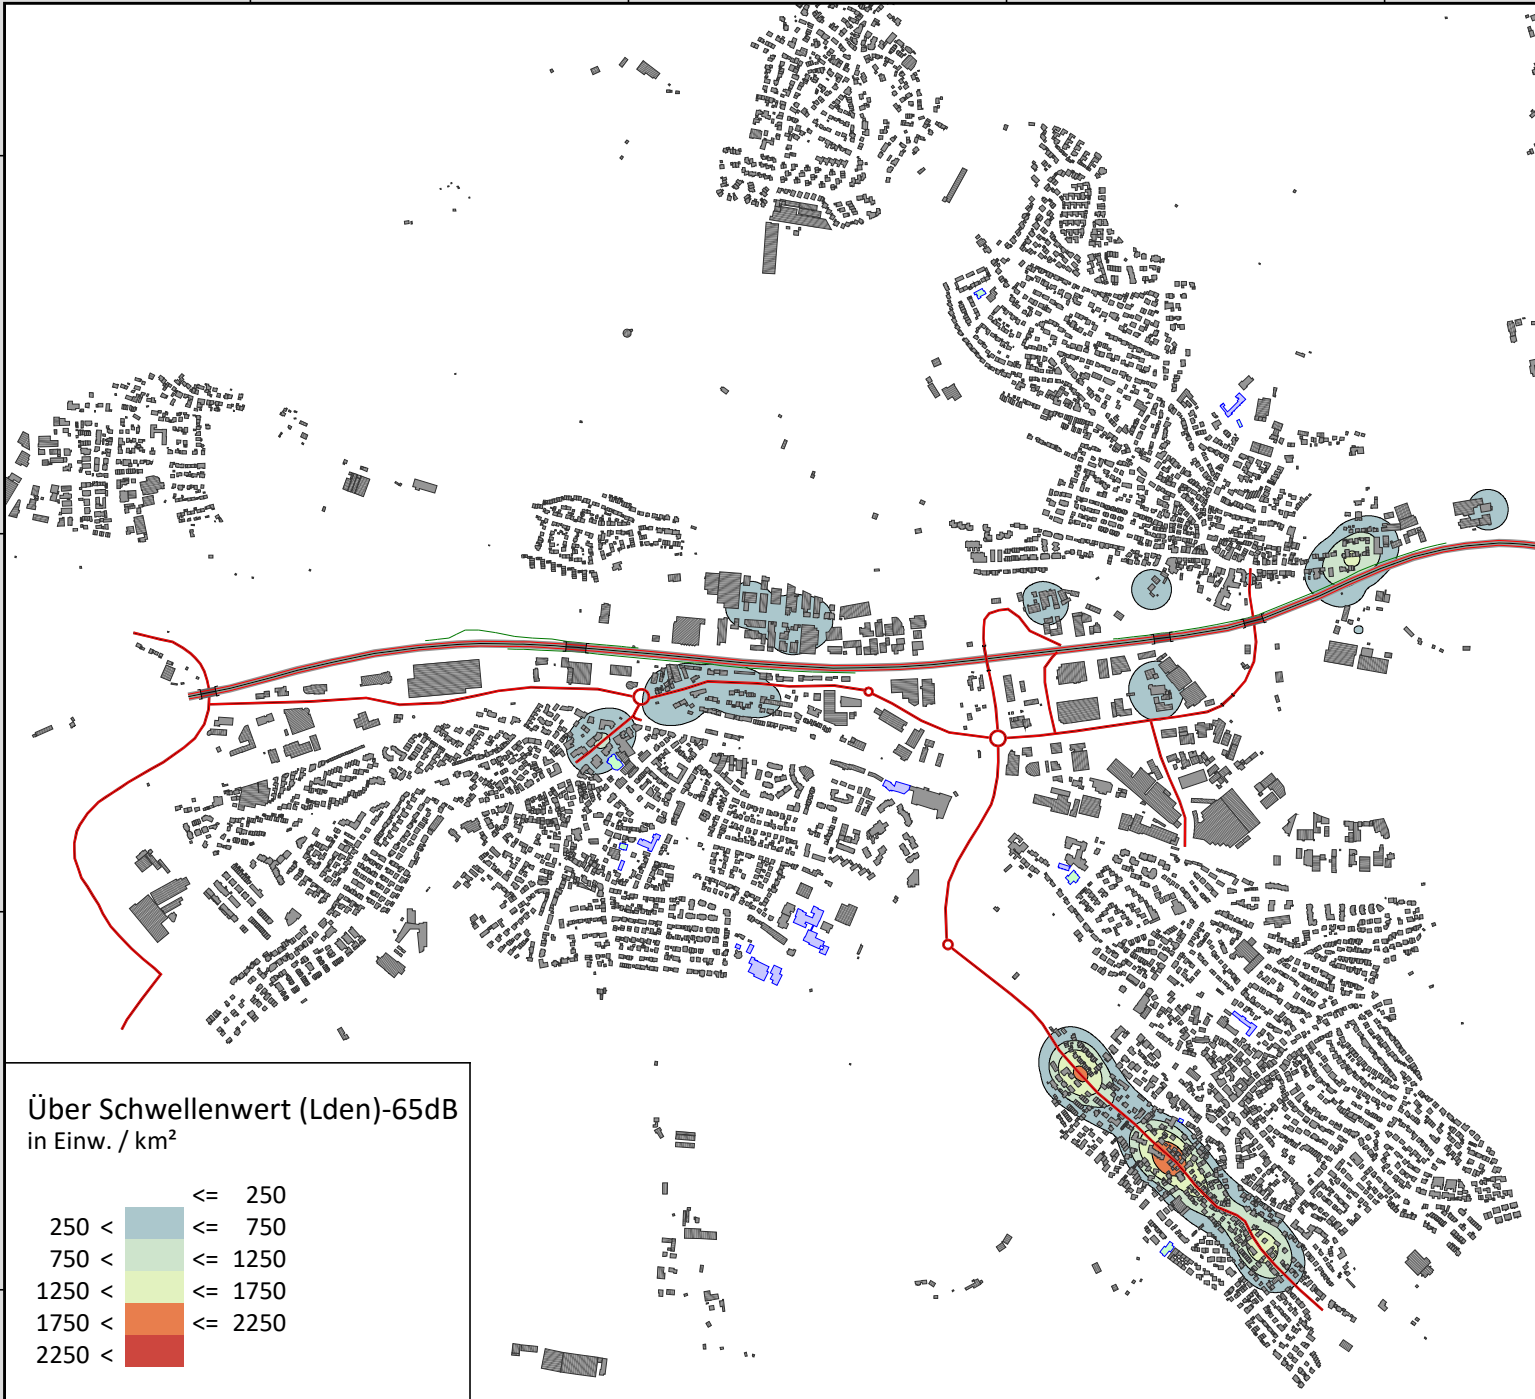 Über Schwellenwert (Lden)-65dB
in Einw. / km²
<= 250
250 < <= 750
750 < <= 1250
1250 < <= 1750
1750 < <= 2250
2250 <